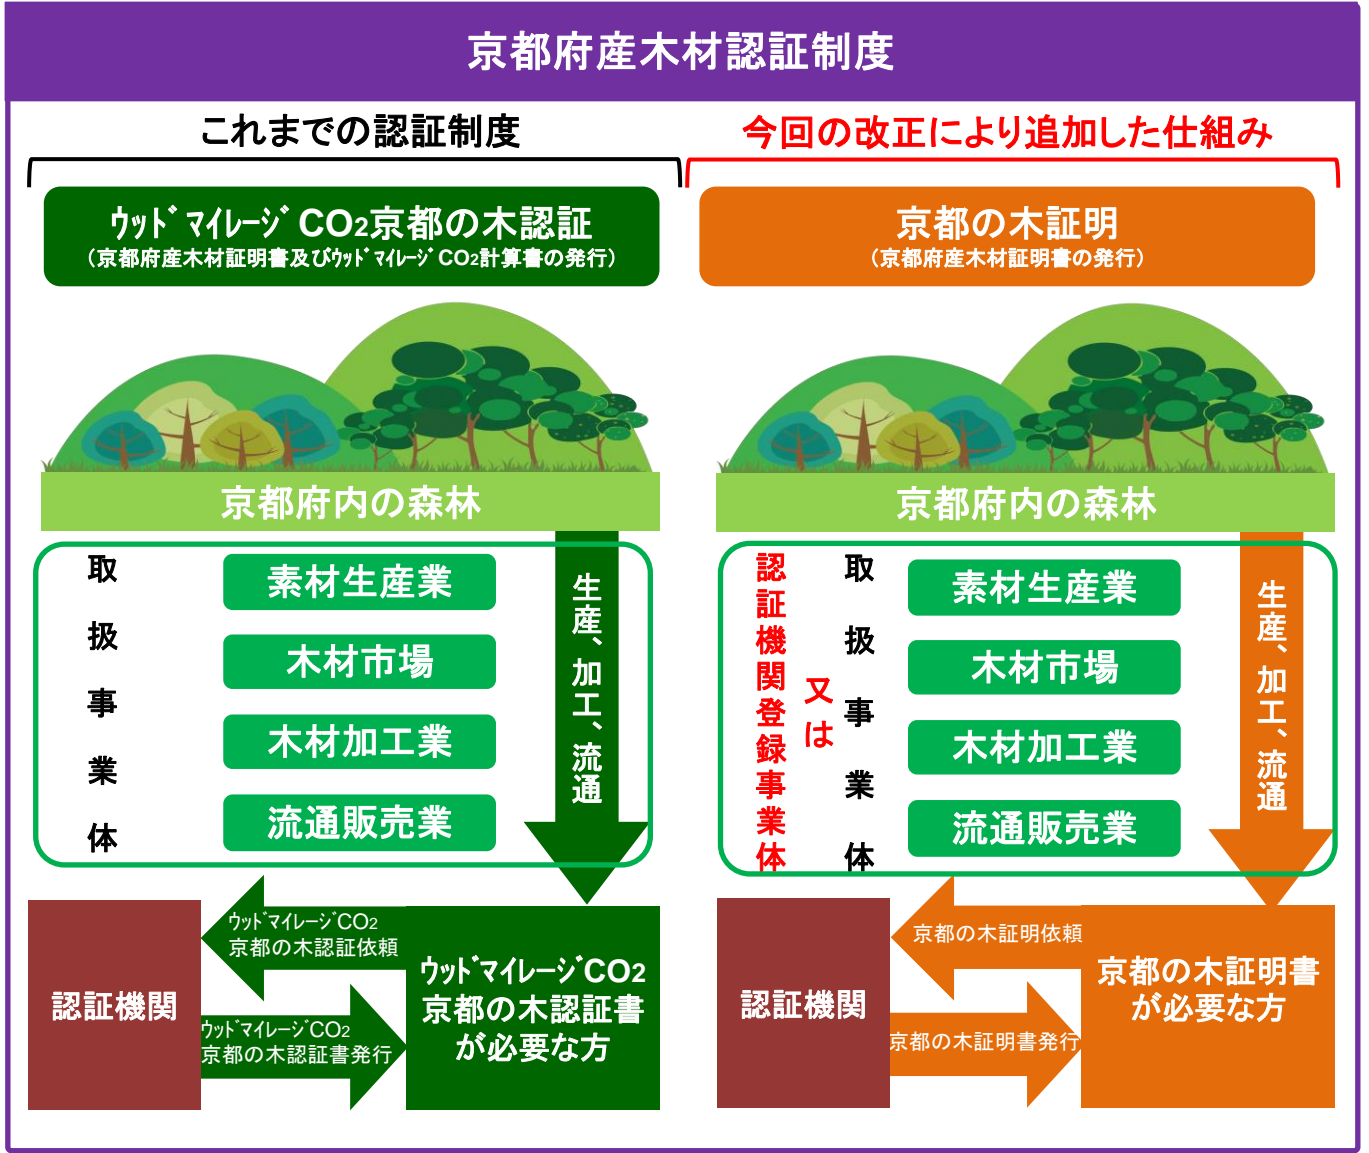 京都府産木材認証制度
これまでの認証制度
ｳｯﾄﾞﾏｲﾚｰｼﾞCO2京都の木認証
（京都府産木材証明書及びｳｯﾄﾞﾏｲﾚｰｼﾞCO2計算書の発行）
京都府内の森林
取扱事業体
素材生産業
木材市場
木材加工業
流通販売業
生産、加工、流通
認証機関
ｳｯﾄﾞﾏｲﾚｰｼﾞCO2
京都の木認証依頼
ｳｯﾄﾞﾏｲﾚｰｼﾞCO2
京都の木認証書発行
ｳｯﾄﾞﾏｲﾚｰｼﾞCO2
京都の木認証書
が必要な方
今回の改正により追加した仕組み
京都の木証明
（京都府産木材証明書の発行）
京都府内の森林
認証機関登録事業体
又は
取扱事業体
素材生産業
木材市場
木材加工業
流通販売業
生産、加工、流通
認証機関
京都の木証明依頼
京都の木証明書発行
京都の木証明書
が必要な方